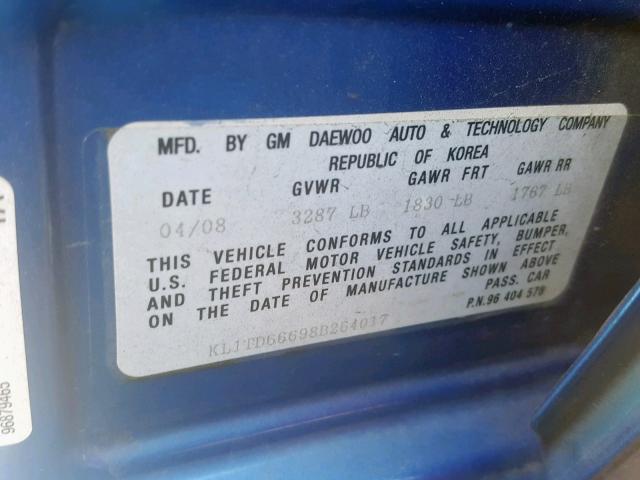 MFD. BY GM DAEWOO AUTO & TECHNOLOGY COMPANY
REPUBLIC OF KOREA
DATE GVWR GAWR FRT GAWR RR
04/08 3287 LB 1830 LB 1767 LB
THIS VEHICLE CONFORMS TO ALL APPLICABLE
U.S. FEDERAL MOTOR VEHICLE SAFETY, BUMPER,
AND THEFT PREVENTION STANDARDS IN EFFECT
ON THE DATE OF MANUFACTURE SHOWN ABOVE
PASS. CAR
P.N.96 404 579
KL1TD66698B264017
96879465